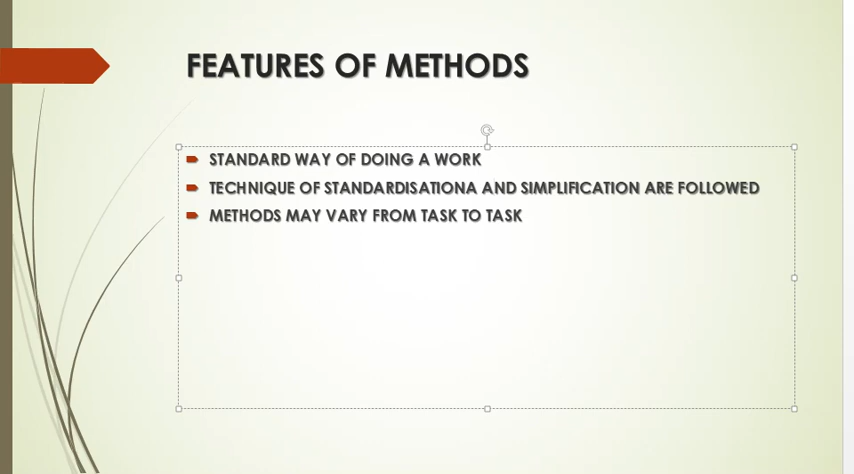 FEATURES OF METHODS
STANDARD WAY OF DOING A WORK
TECHNIQUE OF STANDARDISATIONA AND SIMPLIFICATION ARE FOLLOWED
METHODS MAY VARY FROM TASK TO TASK